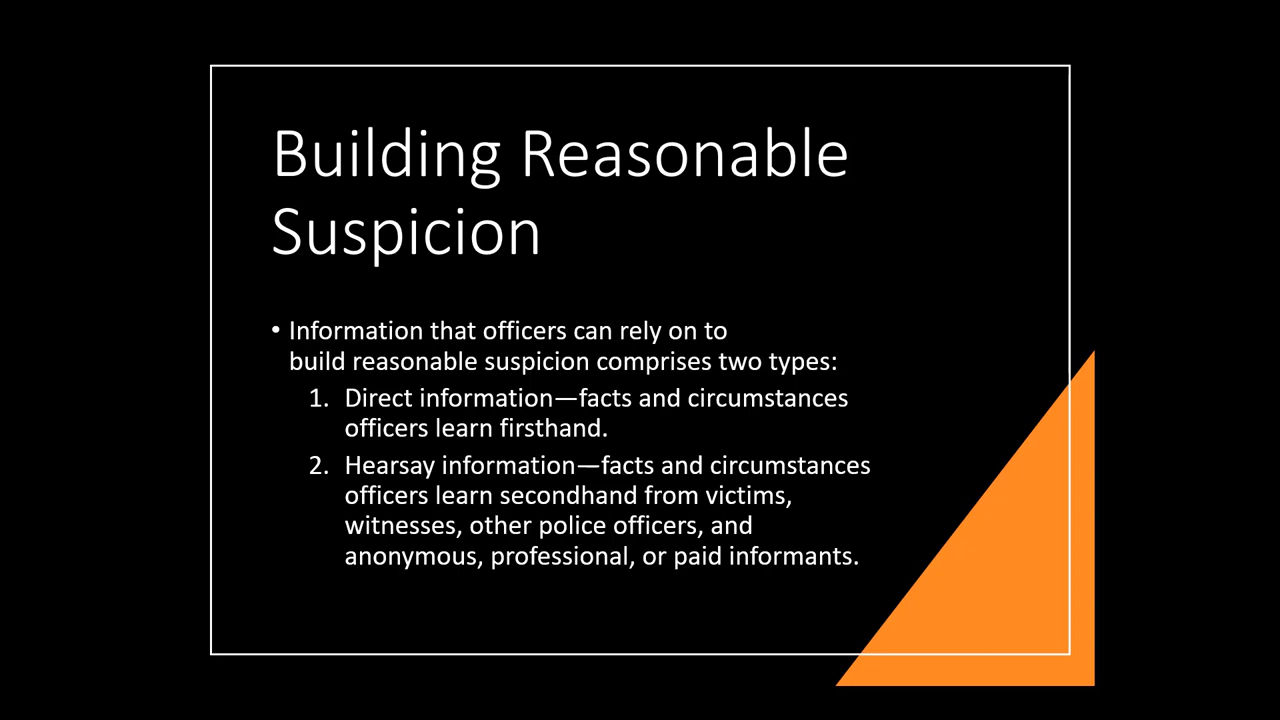 Building Reasonable
Suspicion
• Information that officers can rely on to
build reasonable suspicion comprises two types:
1. Direct information—facts and circumstances
officers learn firsthand.
2. Hearsay information—facts and circumstances
officers learn secondhand from victims,
witnesses, other police officers, and
anonymous, professional, or paid informants.